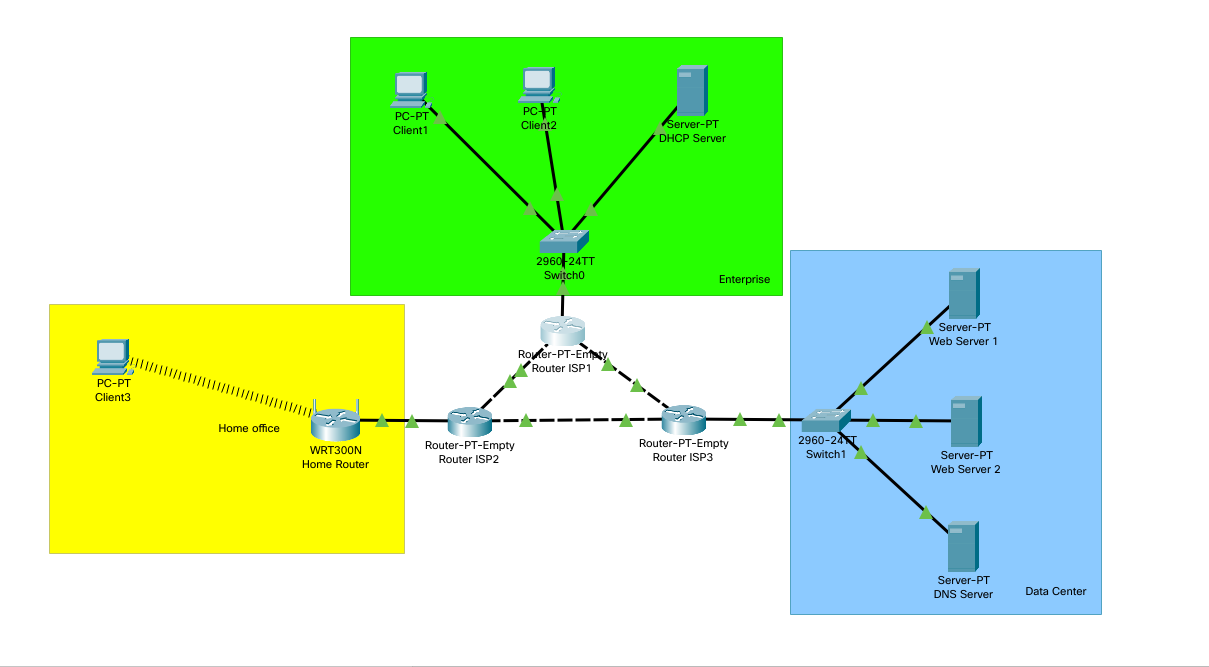 PC-PT
Client1
PC-PT
Client2
Server-PT
DHCP Server
2960-24TT
Switch0
Enterprise
Router-PT-Empty
Router ISP1
PC-PT
Client3
Home office
WRT300N
Home Router
Router-PT-Empty
Router ISP2
Router-PT-Empty
Router ISP3
2960-24TT
Switch1
Server-PT
Web Server 1
Server-PT
Web Server 2
Server-PT
DNS Server
Data Center